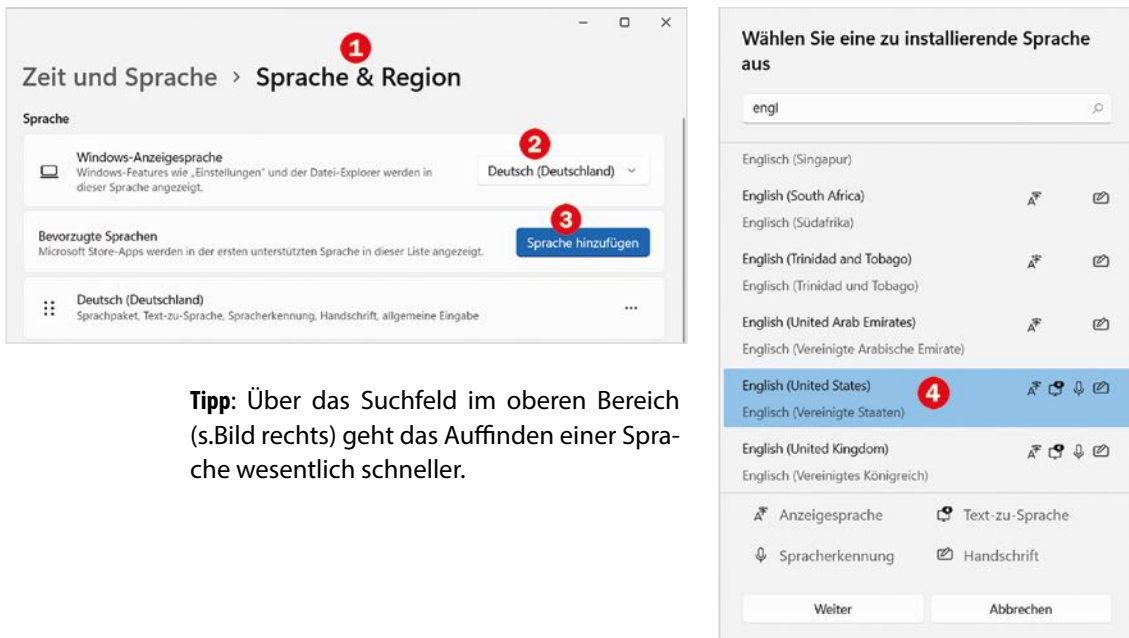 1
Zeit und Sprache > Sprache & Region
Sprache
Windows-Anzeigesprache
Windows-Features wie „Einstellungen" und der Datei-Explorer werden in
dieser Sprache angezeigt.
2
Deutsch (Deutschland)
Bevorzugte Sprachen
Microsoft Store-Apps werden in der ersten unterstützten Sprache in dieser Liste angezeigt.
3
Sprache hinzufügen
Deutsch (Deutschland)
Sprachpaket, Text-zu-Sprache, Spracherkennung, Handschrift, allgemeine Eingabe
Tipp: Über das Suchfeld im oberen Bereich
(s.Bild rechts) geht das Auffinden einer Spra-
che wesentlich schneller.
Wählen Sie eine zu installierende Sprache
aus
engl
Englisch (Singapur)
English (South Africa)
Englisch (Südafrika)
English (Trinidad and Tobago)
Englisch (Trinidad und Tobago)
English (United Arab Emirates)
Englisch (Vereinigte Arabische Emirate)
English (United States)
4
Englisch (Vereinigte Staaten)
English (United Kingdom)
Englisch (Vereinigtes Königreich)
Anzeigesprache
Text-zu-Sprache
Spracherkennung
Handschrift
Weiter
Abbrechen